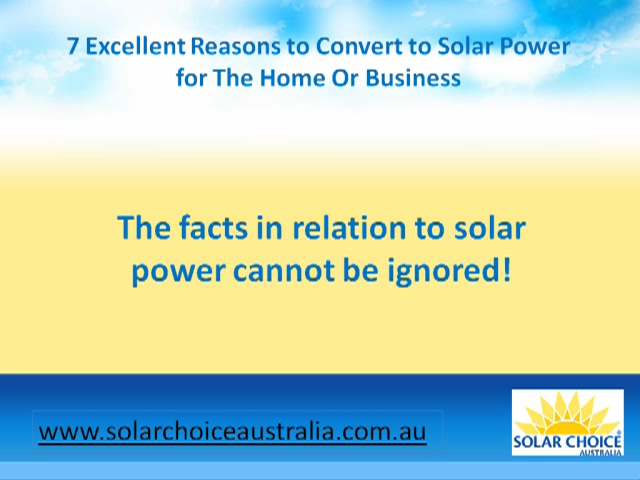 7 Excellent Reasons to Convert to Solar Power
for The Home Or Business
The facts in relation to solar
power cannot be ignored!
www.solarchoiceaustralia.com.au
SOLAR CHOICE
AUSTRALIA